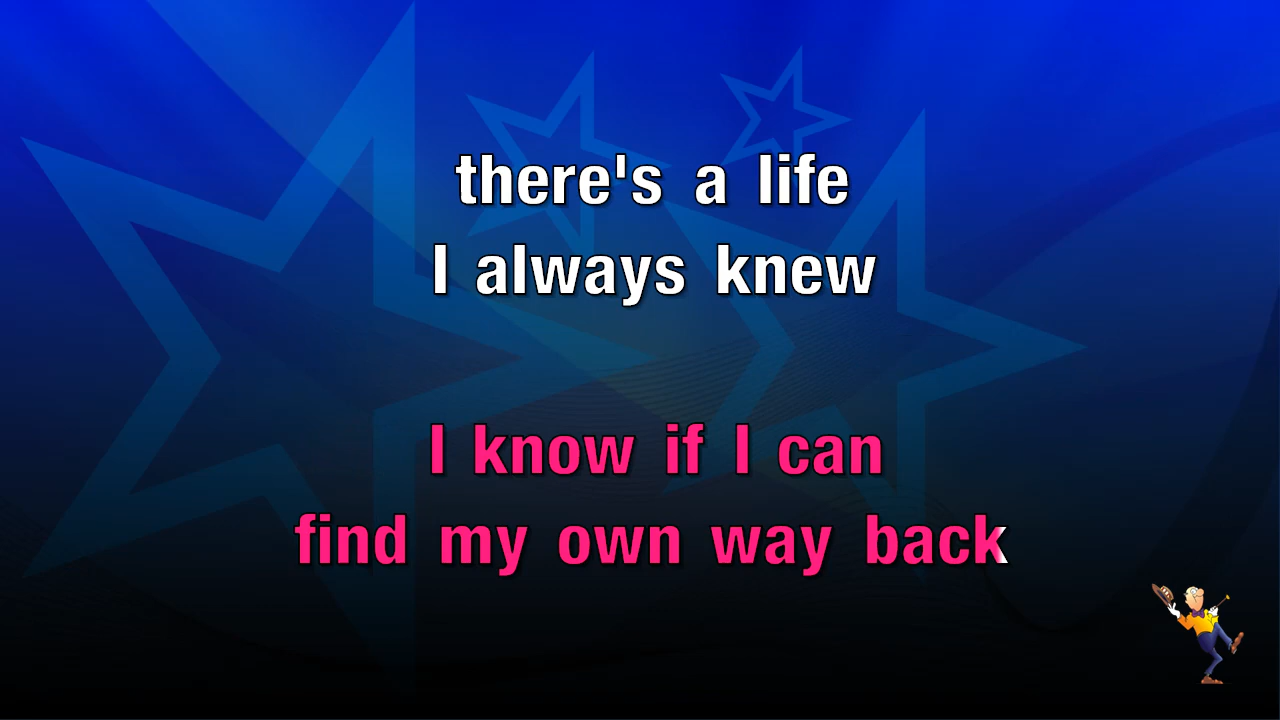 there's a life
I always knew
I know if I can
find my own way back